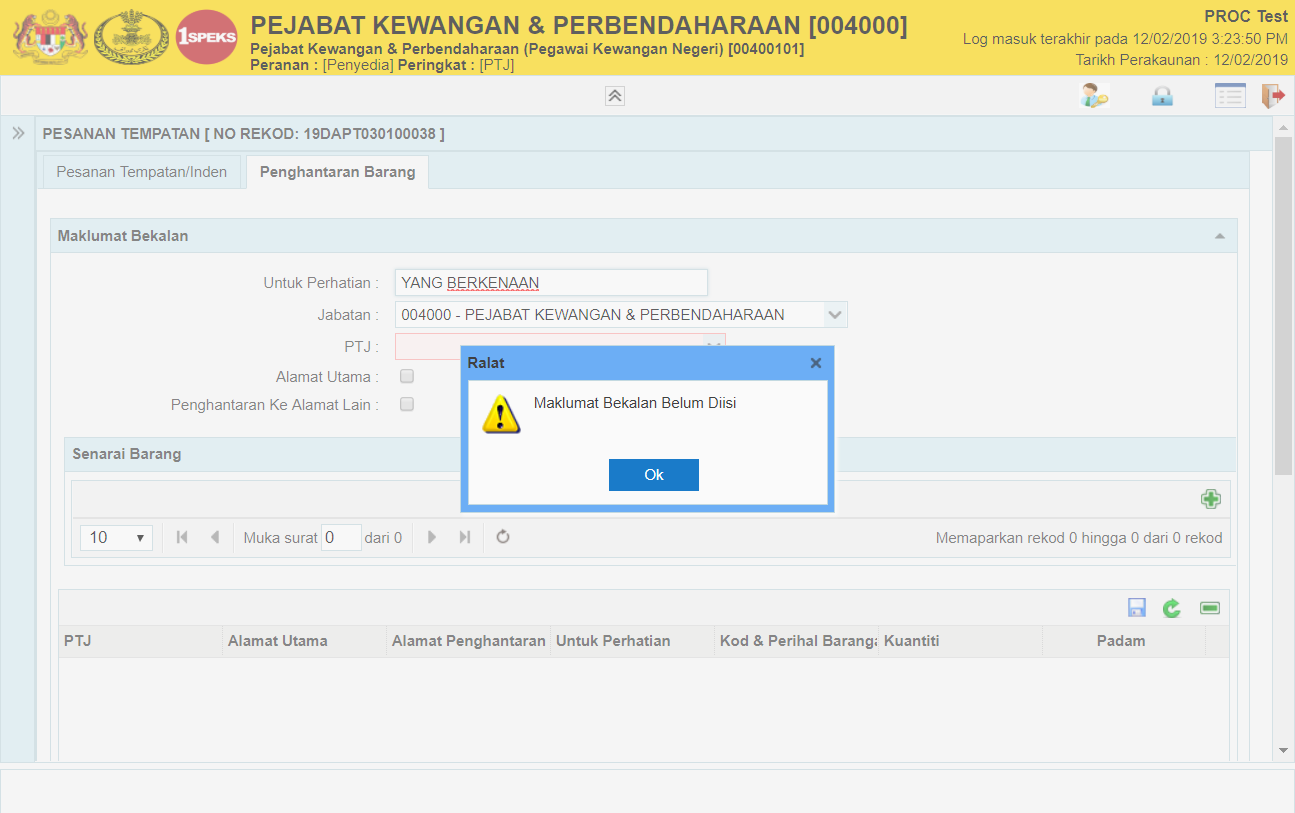 1SPEKS
PEJABAT KEWANGAN & PERBENDAHARAAN [004000]
Pejabat Kewangan & Perbendaharaan (Pegawai Kewangan Negeri) [00400101]
Peranan : [Penyedia] Peringkat : [PTJ]
PROC Test
Log masuk terakhir pada 12/02/2019 3:23:50 PM
Tarikh Perakaunan : 12/02/2019
PESANAN TEMPATAN [ NO REKOD: 19DAPT030100038 ]
Pesanan Tempatan/Inden
Penghantaran Barang
Maklumat Bekalan
Untuk Perhatian : YANG BERKENAAN
Jabatan : 004000 - PEJABAT KEWANGAN & PERBENDAHARAAN
PTJ :
Alamat Utama :
Penghantaran Ke Alamat Lain :
Ralat
Maklumat Bekalan Belum Diisi
Ok
Senarai Barang
10 Muka surat 0 dari 0 Memaparkan rekod 0 hingga 0 dari 0 rekod
PTJ Alamat Utama Alamat Penghantaran Untuk Perhatian Kod & Perihal Baranga Kuantiti Padam